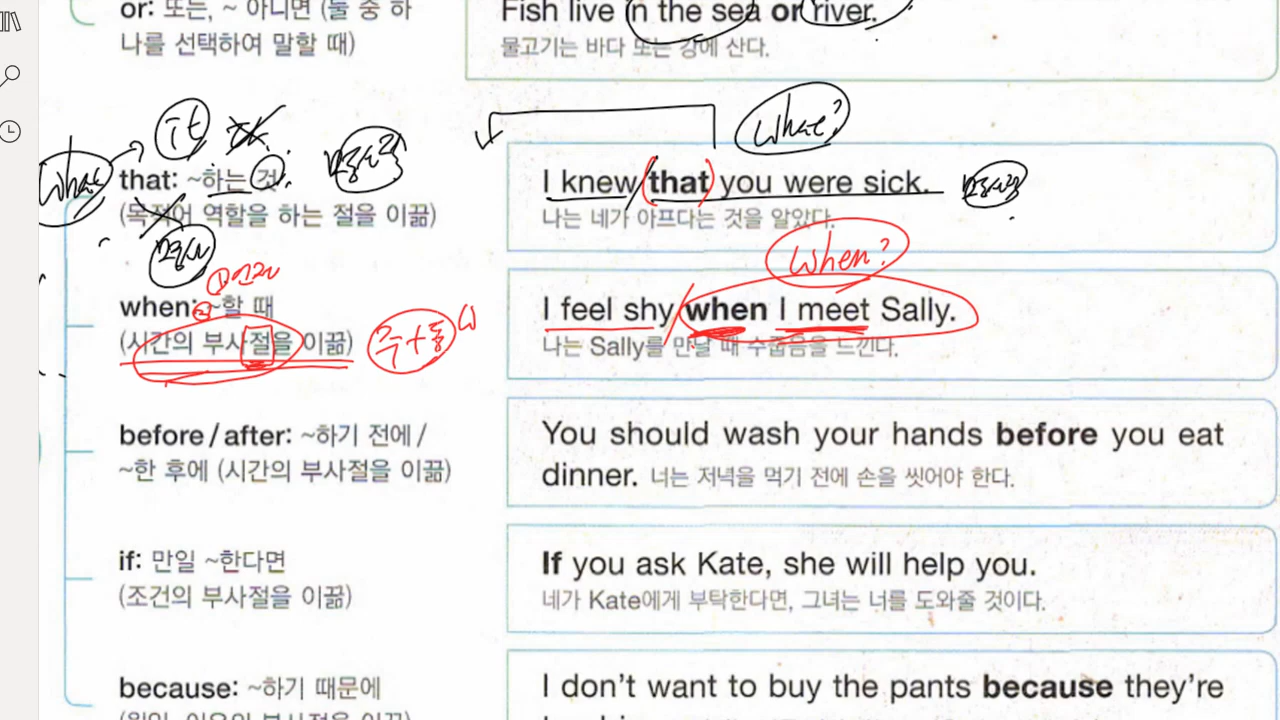 or: 또는, ~ 아니면 (둘 중 하
나를 선택하여 말할 때)
Fish live in the sea or river.
물고기는 바다 또는 강에 산다.
it
What?
What
that: ~하는 것
(목적어 역할을 하는 절을 이끎)
I knew that you were sick.
나는 네가 아프다는 것을 알았다.
When?
① 언제
②
when: ~할 때
(시간의 부사절을 이끎)
주+동
I feel shy when I meet Sally.
나는 Sally를 만날 때 수줍음을 느낀다.
before/after: ~하기 전에/
~한 후에 (시간의 부사절을 이끎)
You should wash your hands before you eat
dinner. 너는 저녁을 먹기 전에 손을 씻어야 한다.
if: 만일 ~한다면
(조건의 부사절을 이끎)
If you ask Kate, she will help you.
네가 Kate에게 부탁한다면, 그녀는 너를 도와줄 것이다.
because: ~하기 때문에
I don't want to buy the pants because they're